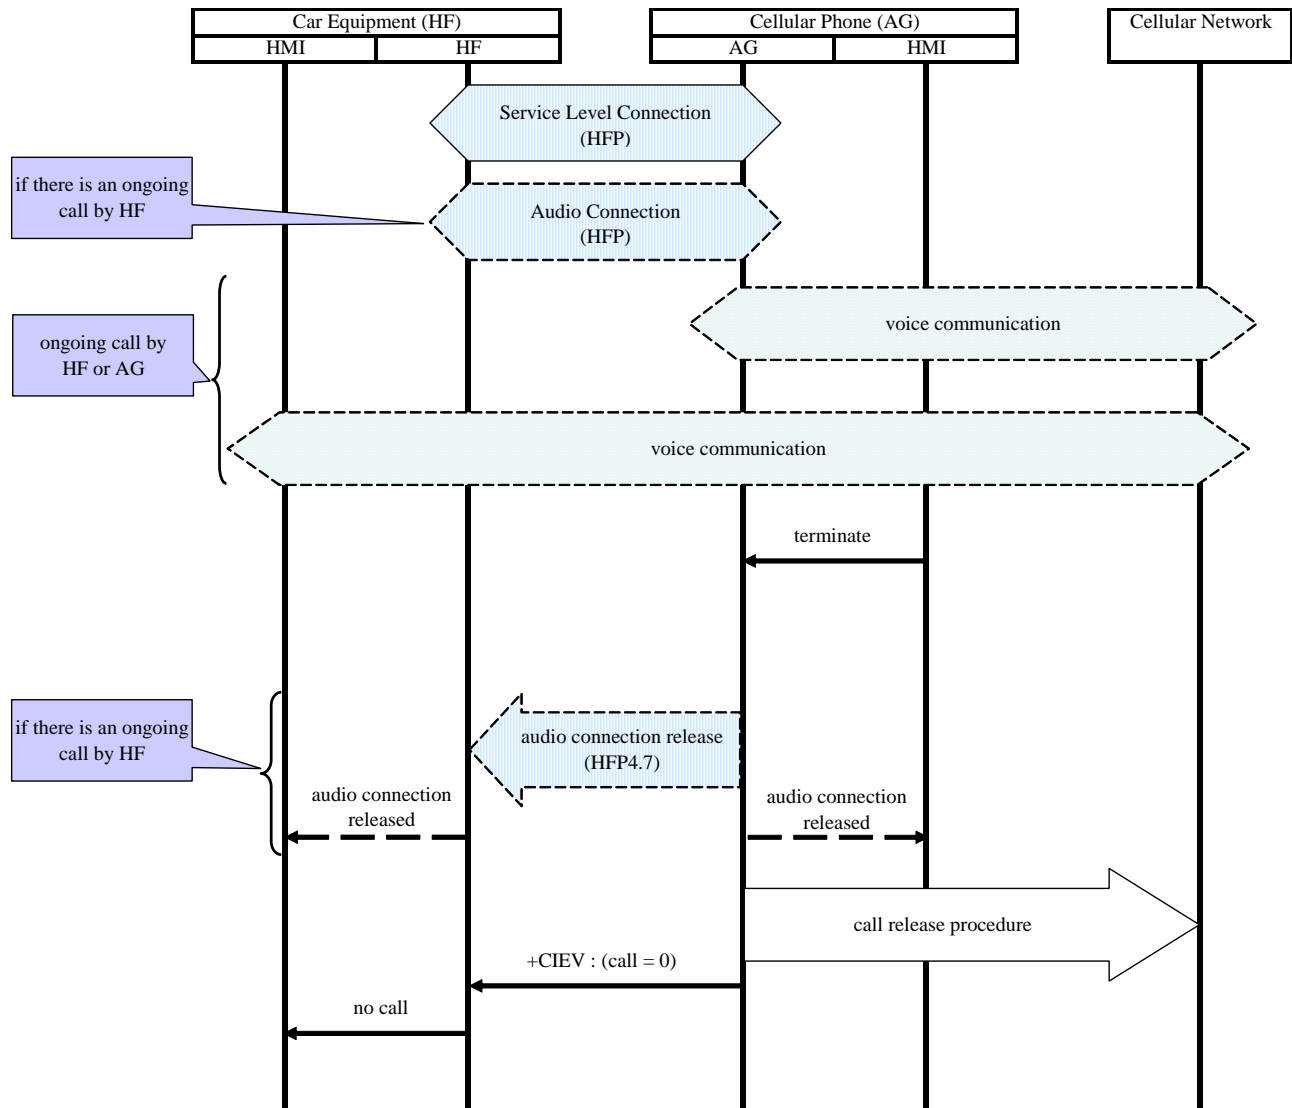 Car Equipment (HF)
Cellular Phone (AG)
Cellular Network
HMI
HF
AG
HMI
Service Level Connection
(HFP)
if there is an ongoing
call by HF
Audio Connection
(HFP)
voice communication
ongoing call by
HF or AG
voice communication
terminate
if there is an ongoing
call by HF
audio connection release
(HFP4.7)
audio connection
released
audio connection
released
call release procedure
+CIEV : (call = 0)
no call